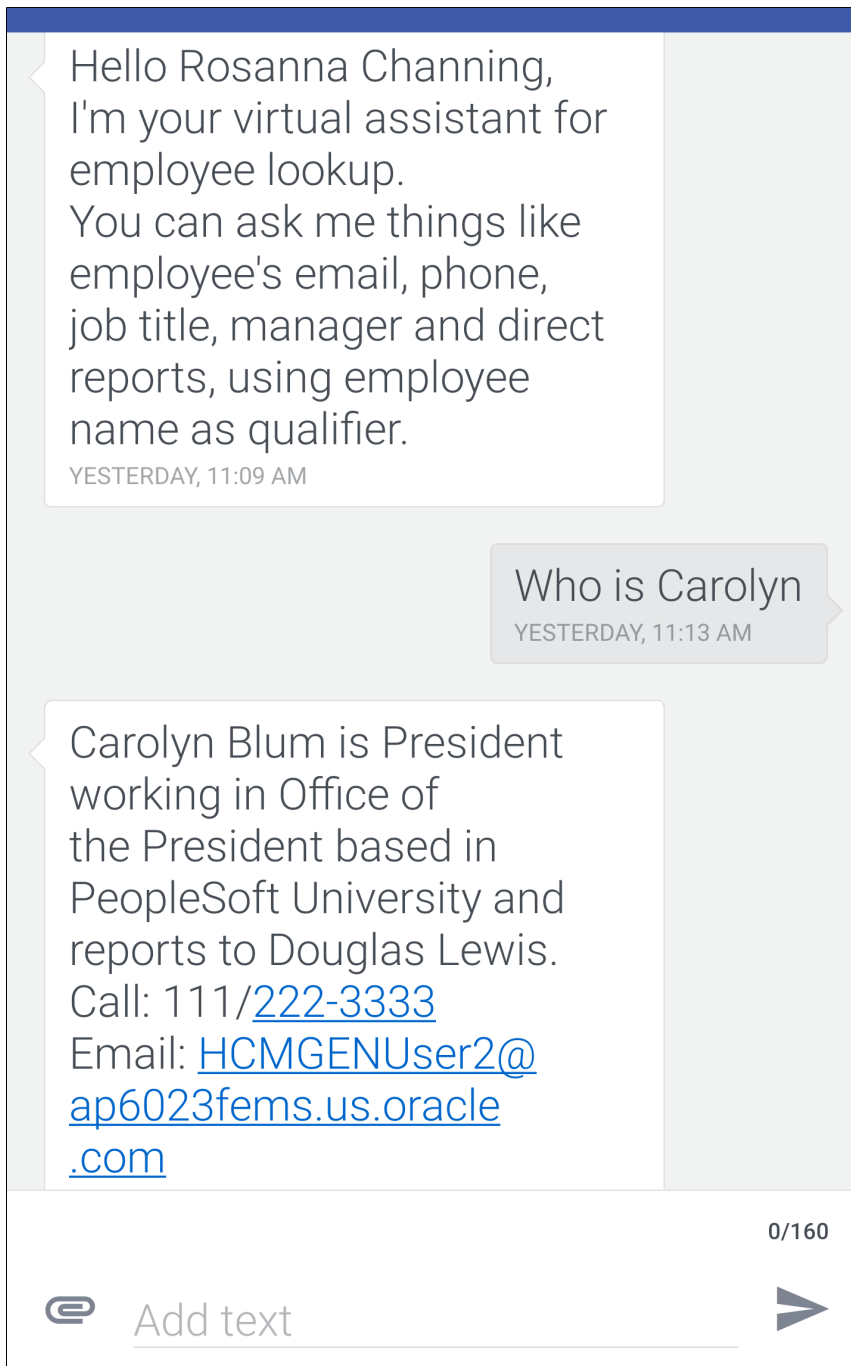 Hello Rosanna Channing,
I'm your virtual assistant for
employee lookup.
You can ask me things like
employee's email, phone,
job title, manager and direct
reports, using employee
name as qualifier.
YESTERDAY, 11:09 AM
Who is Carolyn
YESTERDAY, 11:13 AM
Carolyn Blum is President
working in Office of
the President based in
PeopleSoft University and
reports to Douglas Lewis.
Call: 111/222-3333
Email: HCMGENUser2@
ap6023fems.us.oracle
.com
0/160
Add text